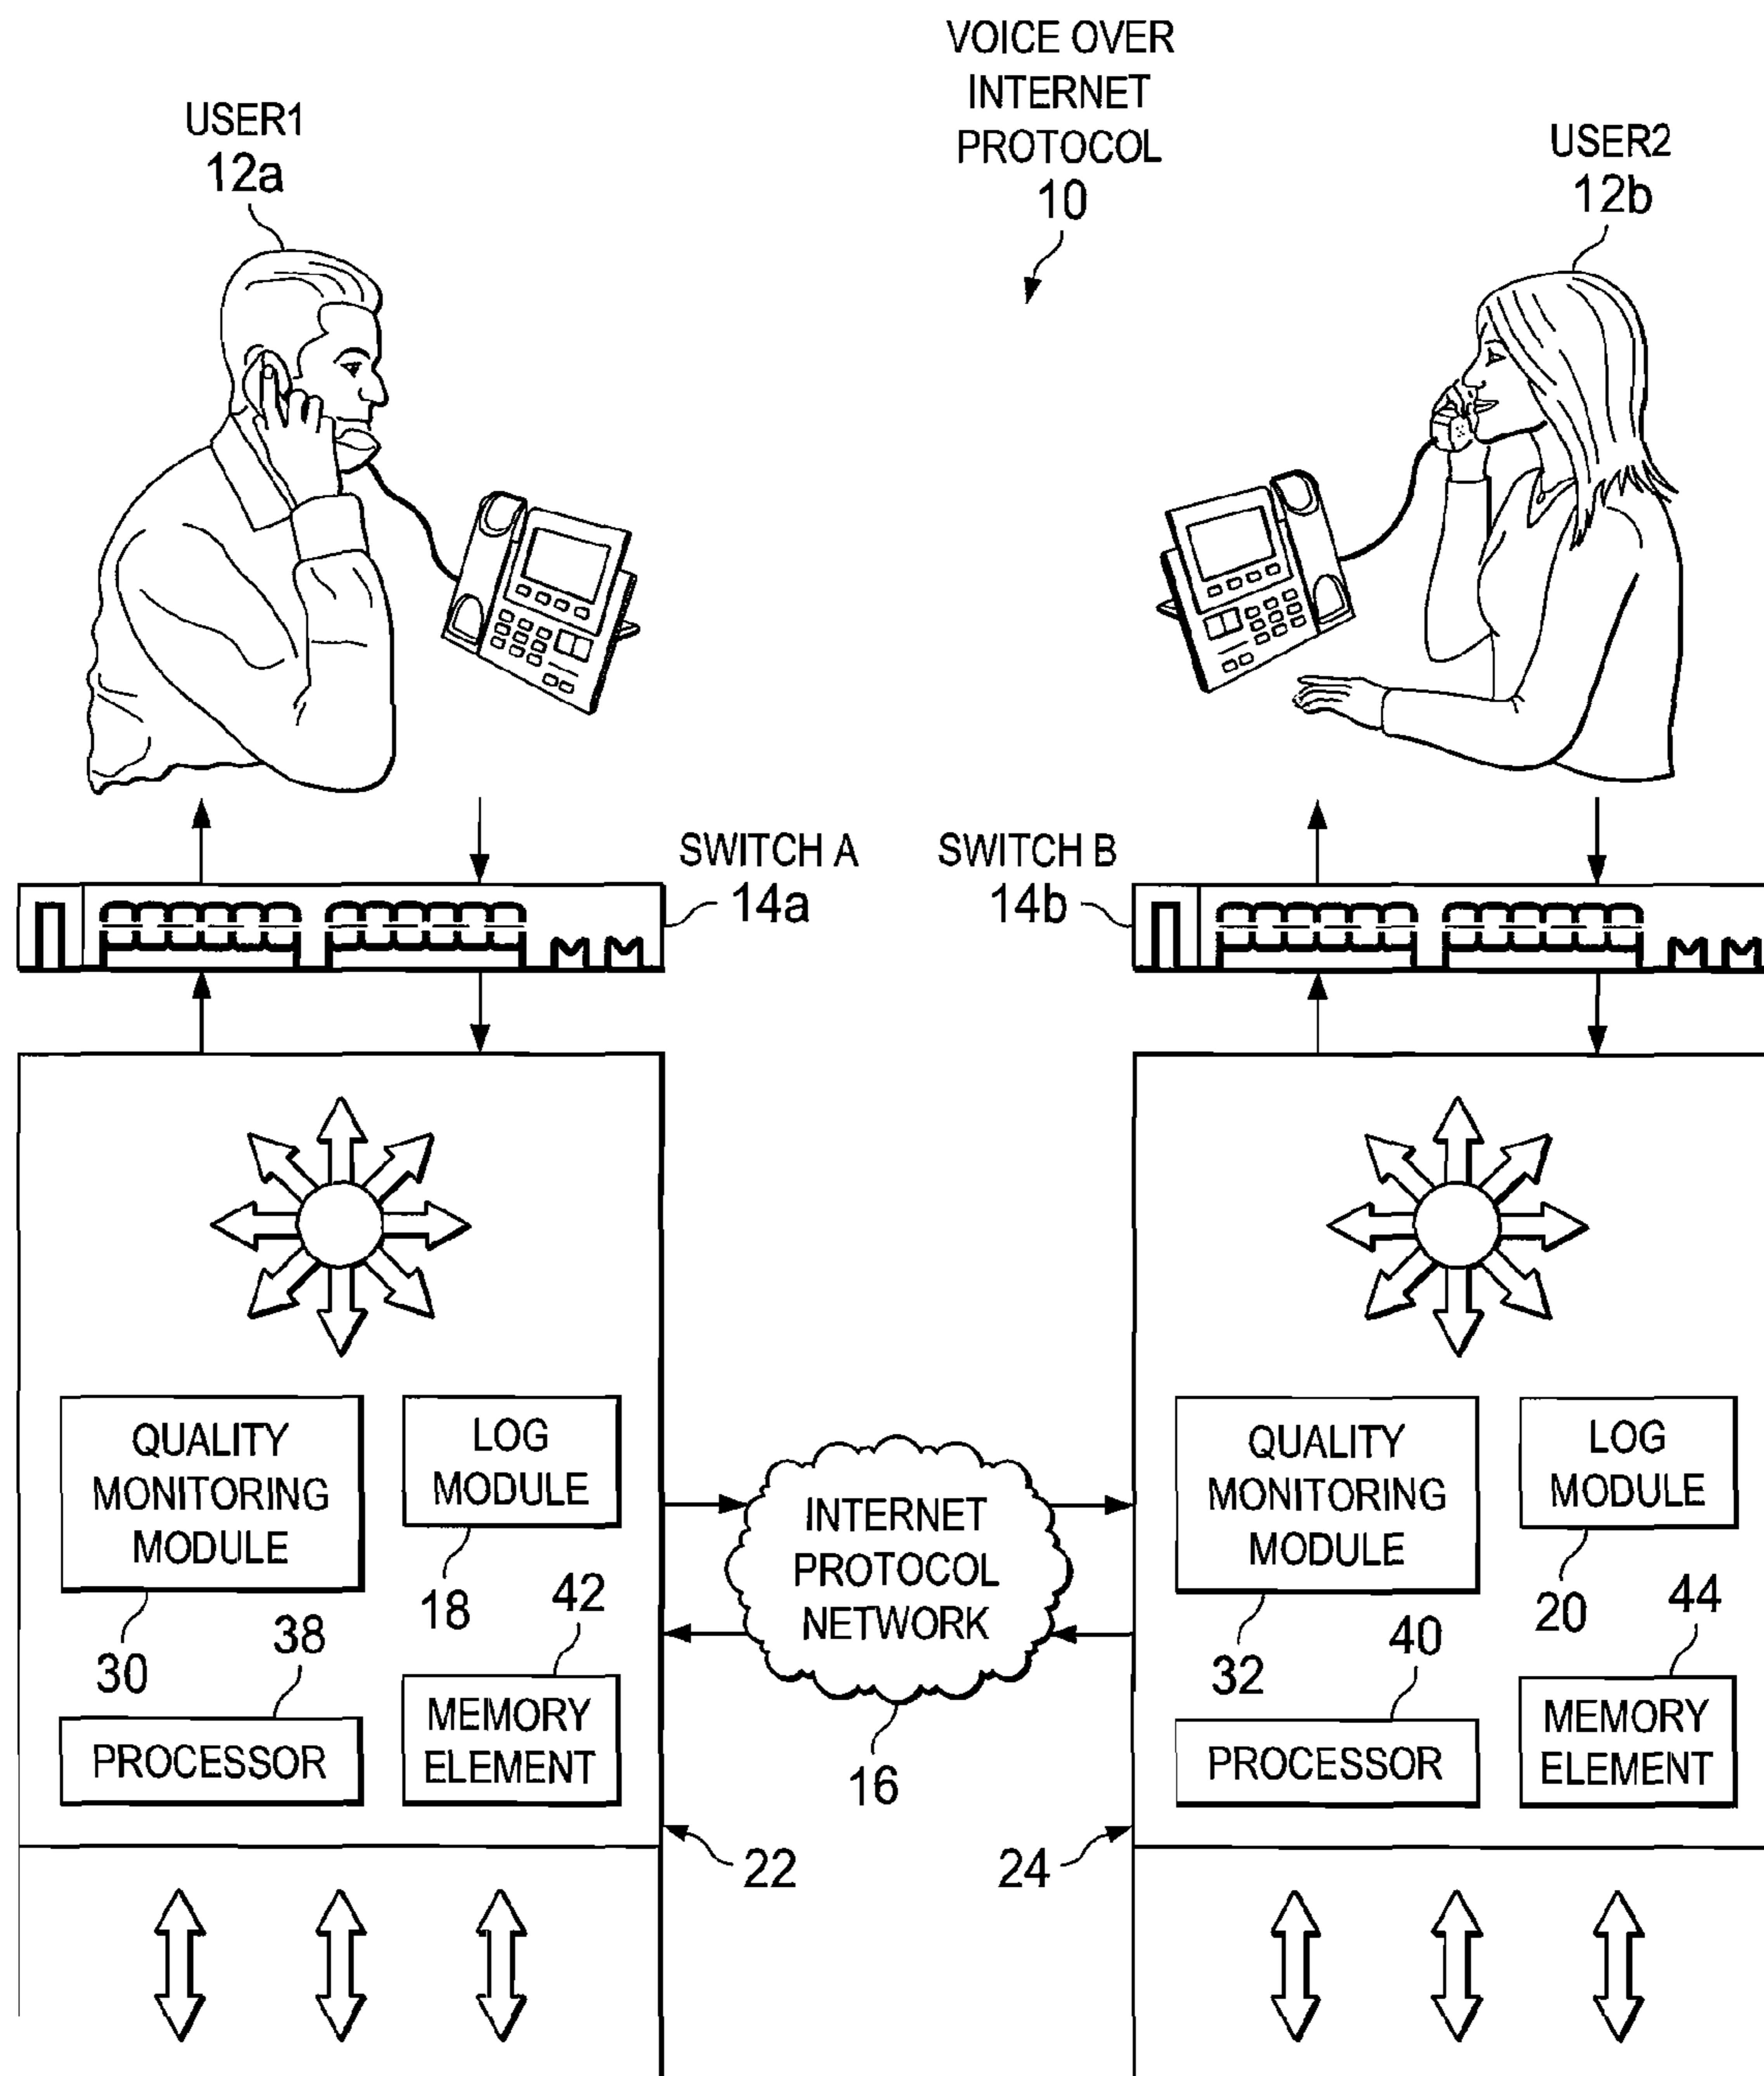 VOICE OVER
INTERNET
PROTOCOL
10
USER1
12a
USER2
12b
SWITCH A
14a
SWITCH B
14b
QUALITY
MONITORING
MODULE
30
LOG
MODULE
18
38
PROCESSOR
42
MEMORY
ELEMENT
22
INTERNET
PROTOCOL
NETWORK
16
QUALITY
MONITORING
MODULE
32
LOG
MODULE
20
40
PROCESSOR
44
MEMORY
ELEMENT
24